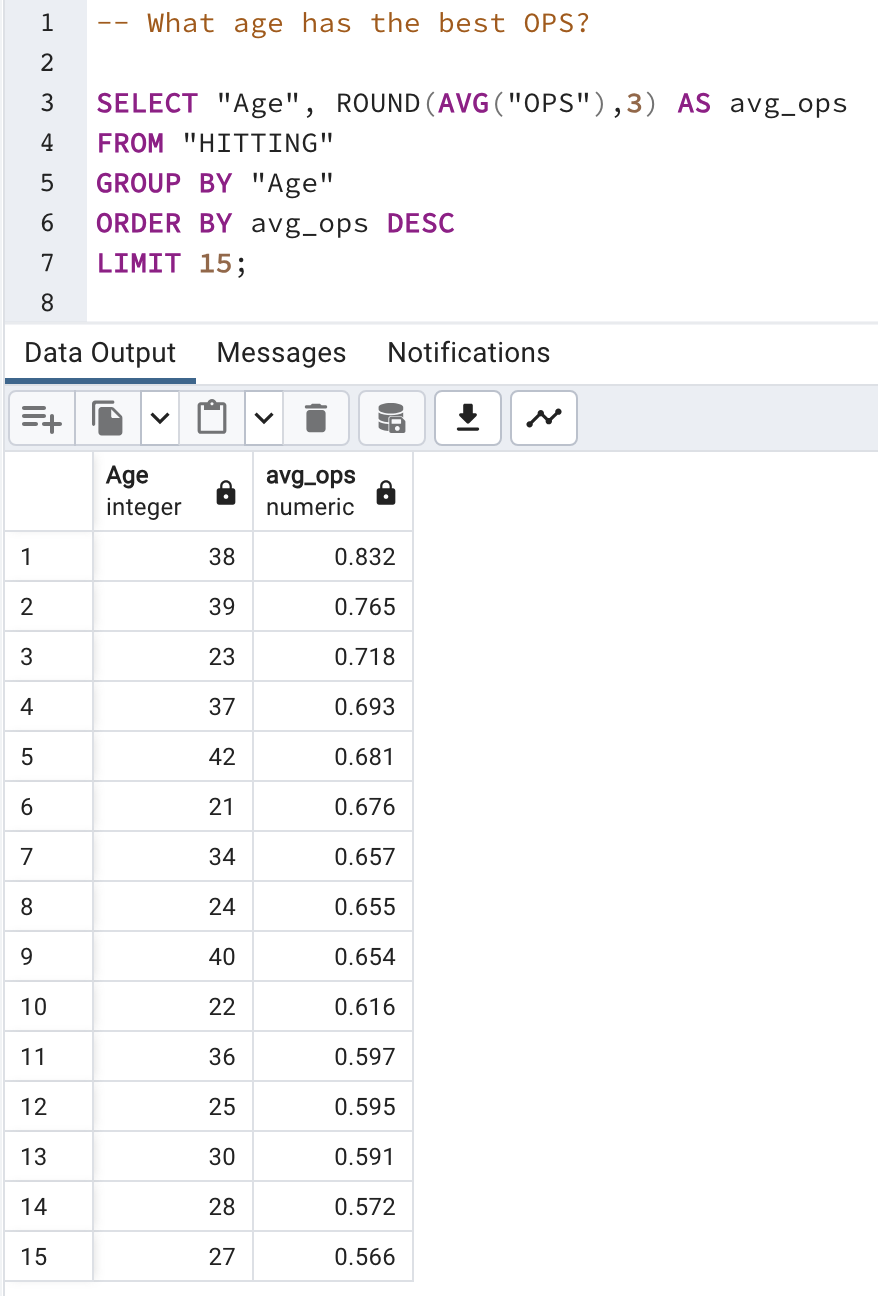 1 -- What age has the best OPS?
2
3 SELECT "Age", ROUND(AVG("OPS"),3) AS avg_ops
4 FROM "HITTING"
5 GROUP BY "Age"
6 ORDER BY avg_ops DESC
7 LIMIT 15;
8
Data Output Messages Notifications
Age avg_ops
integer numeric
1 38 0.832
2 39 0.765
3 23 0.718
4 37 0.693
5 42 0.681
6 21 0.676
7 34 0.657
8 24 0.655
9 40 0.654
10 22 0.616
11 36 0.597
12 25 0.595
13 30 0.591
14 28 0.572
15 27 0.566